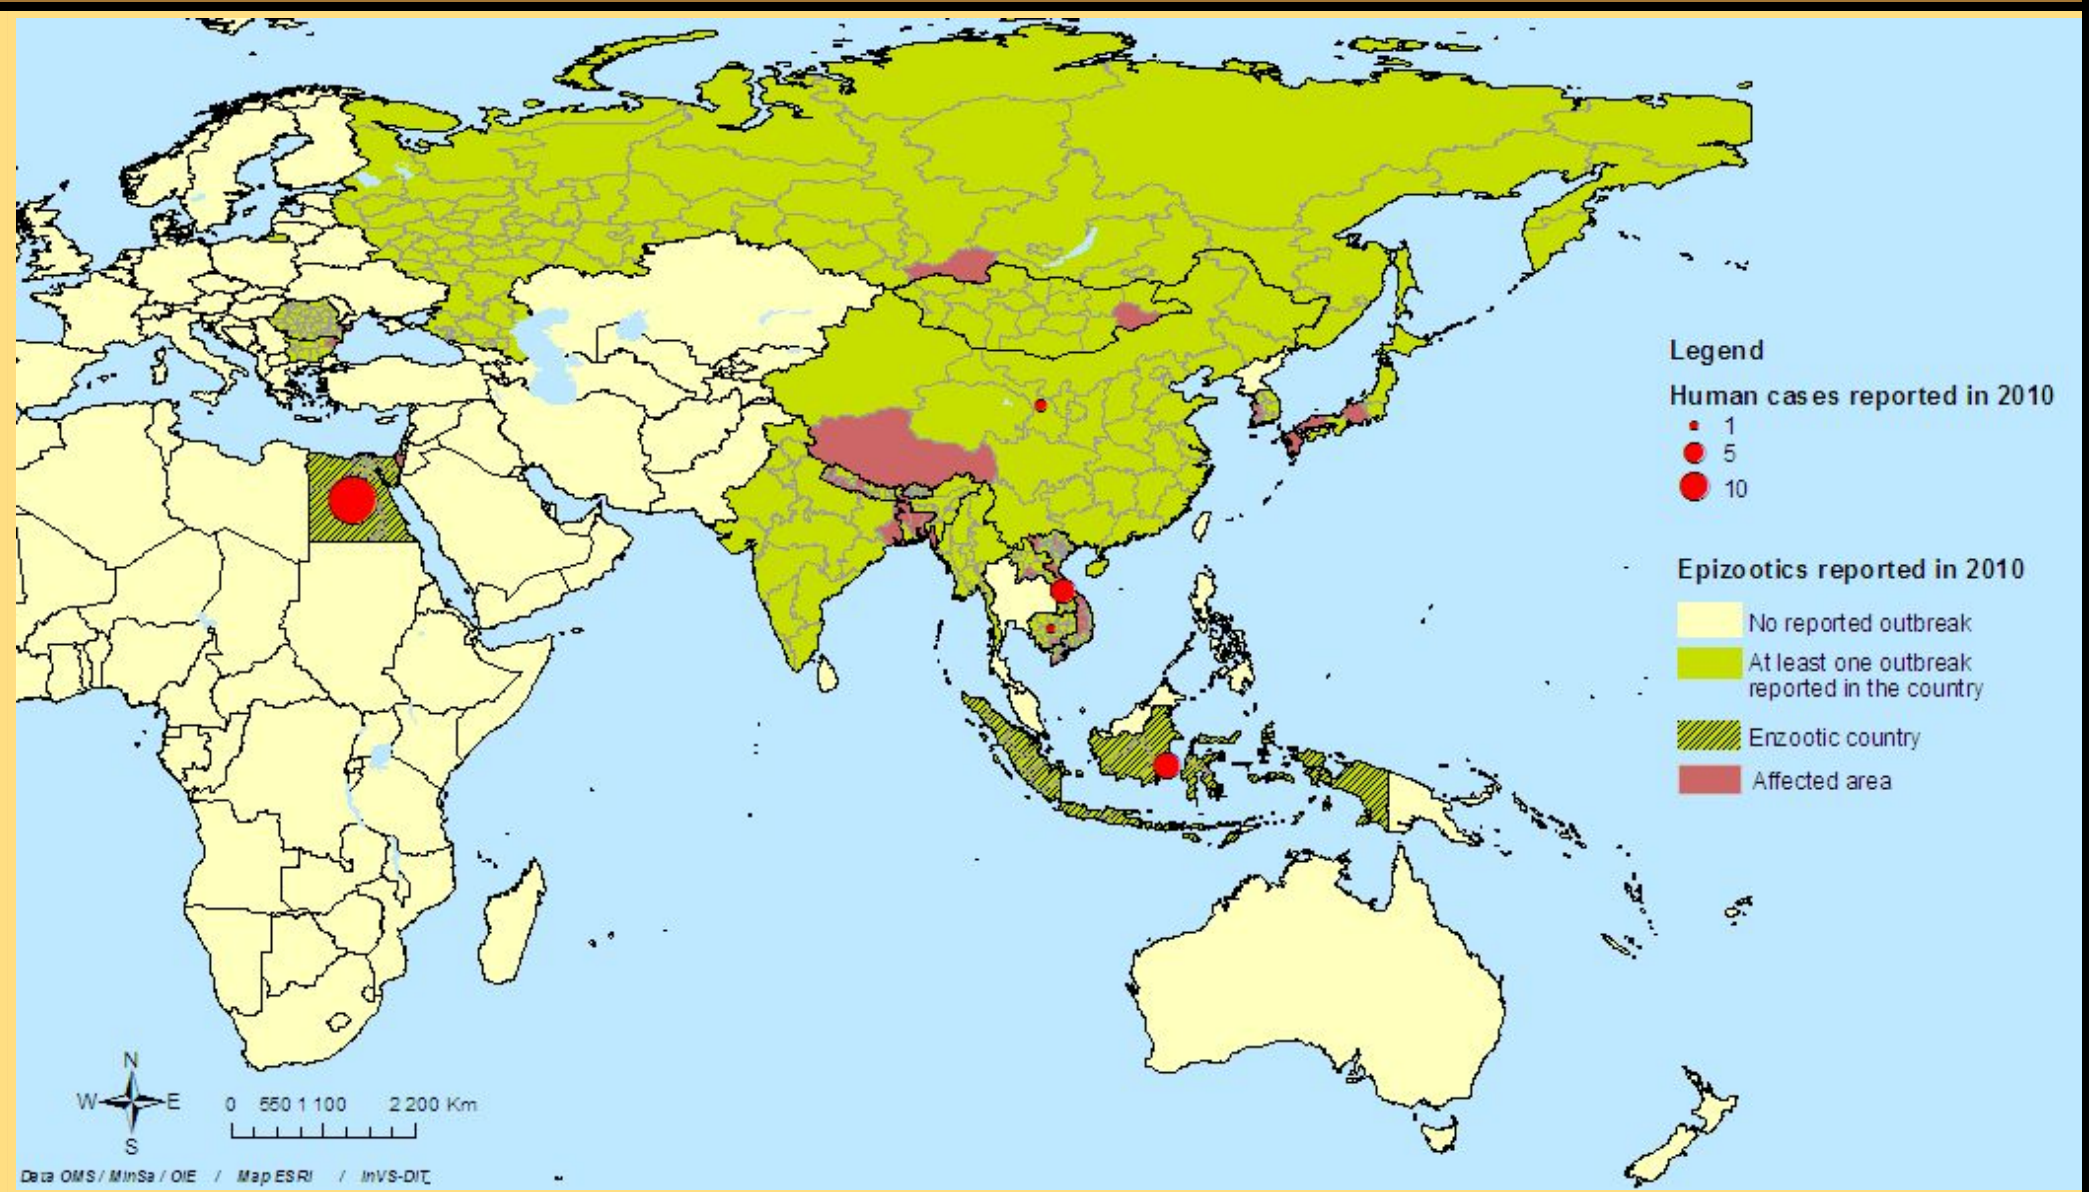 Legend
Human cases reported in 2010
1
5
10
Epizootics reported in 2010
No reported outbreak
At least one outbreak
reported in the country
Enzootic country
Affected area
N
W E
S
0 550 1 100 2 200 Km
Data OMS / MinSa / OIE / Map ESRI / InVS-DIT